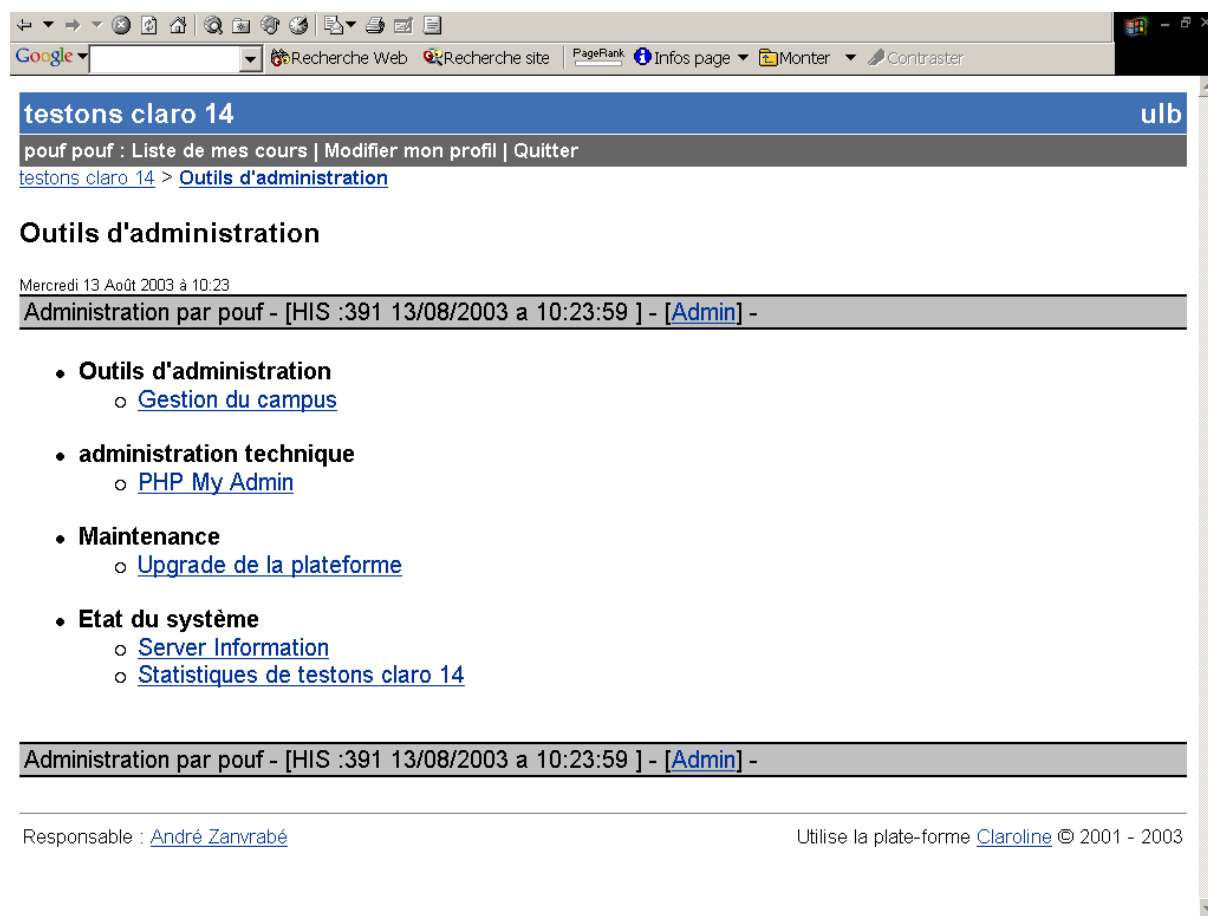 Google Recherche Web Recherche site PageRank Infos page Monter Contraster
testons claro 14 ulb
pouf pouf : Liste de mes cours | Modifier mon profil | Quitter
testons claro 14 > Outils d'administration
Outils d'administration
Mercredi 13 Août 2003 à 10:23
Administration par pouf - [HIS :391 13/08/2003 a 10:23:59 ] - [Admin] -
Outils d'administration
Gestion du campus
administration technique
PHP My Admin
Maintenance
Upgrade de la plateforme
Etat du système
Server Information
Statistiques de testons claro 14
Administration par pouf - [HIS :391 13/08/2003 a 10:23:59 ] - [Admin] -
Responsable : André Zanvrabé Utilise la plate-forme Claroline © 2001 - 2003